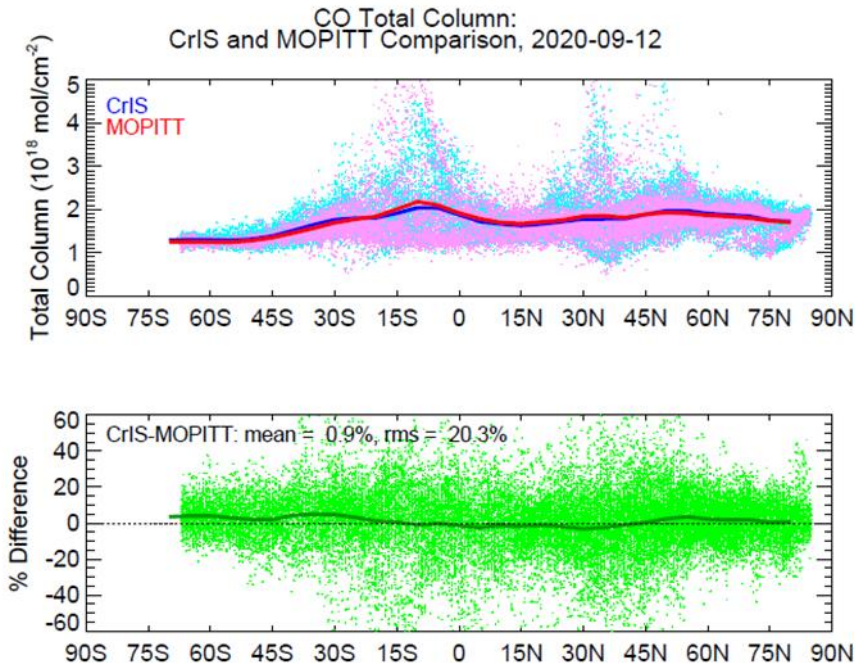 CO Total Column:
CrIS and MOPITT Comparison, 2020-09-12
Total Column (10^18 mol/cm^-2)
5
CrIS
MOPITT
4
3
2
1
0
90S 75S 60S 45S 30S 15S 0 15N 30N 45N 60N 75N 90N
% Difference
60
CrIS-MOPITT: mean = 0.9%, rms = 20.3%
40
20
0
-20
-40
-60
90S 75S 60S 45S 30S 15S 0 15N 30N 45N 60N 75N 90N